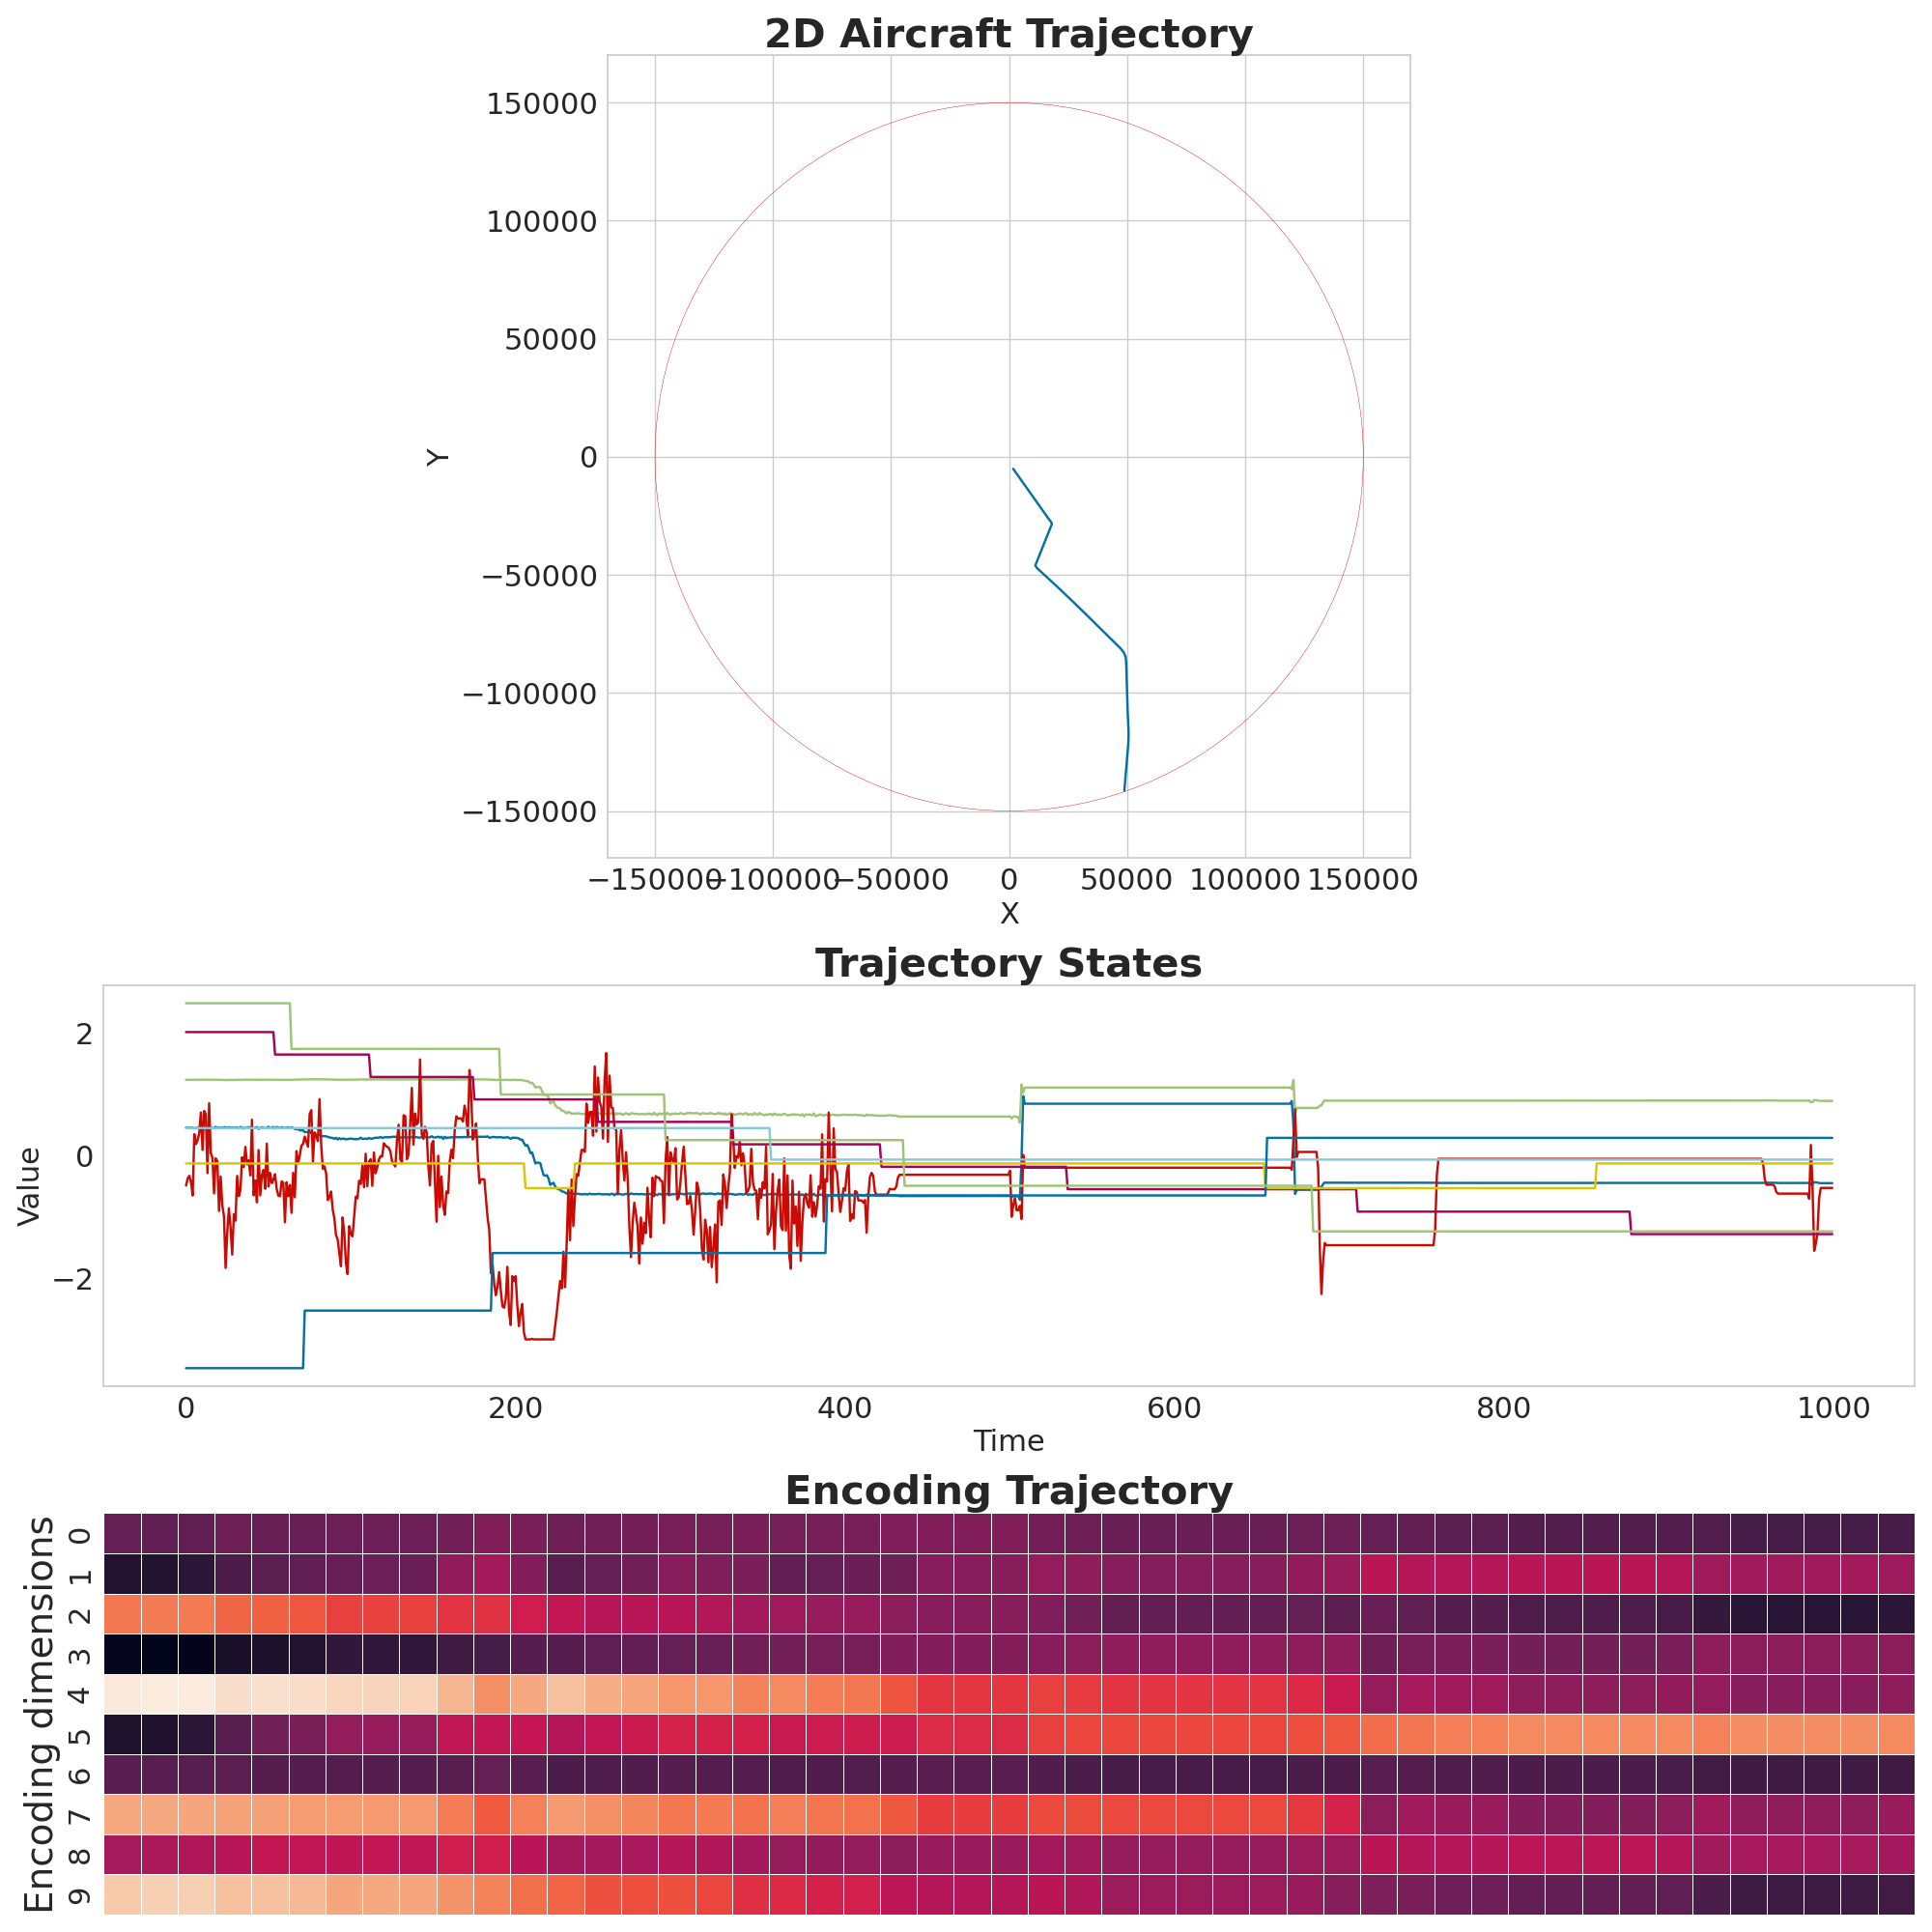 2D Aircraft Trajectory
150000
100000
50000
0
−50000
−100000
−150000
Y
−150000 −100000 −50000 0 50000 100000 150000
X
Trajectory States
2
0
−2
Value
0 200 400 600 800 1000
Time
Encoding Trajectory
0
1
2
3
4
5
6
7
8
9
Encoding dimensions